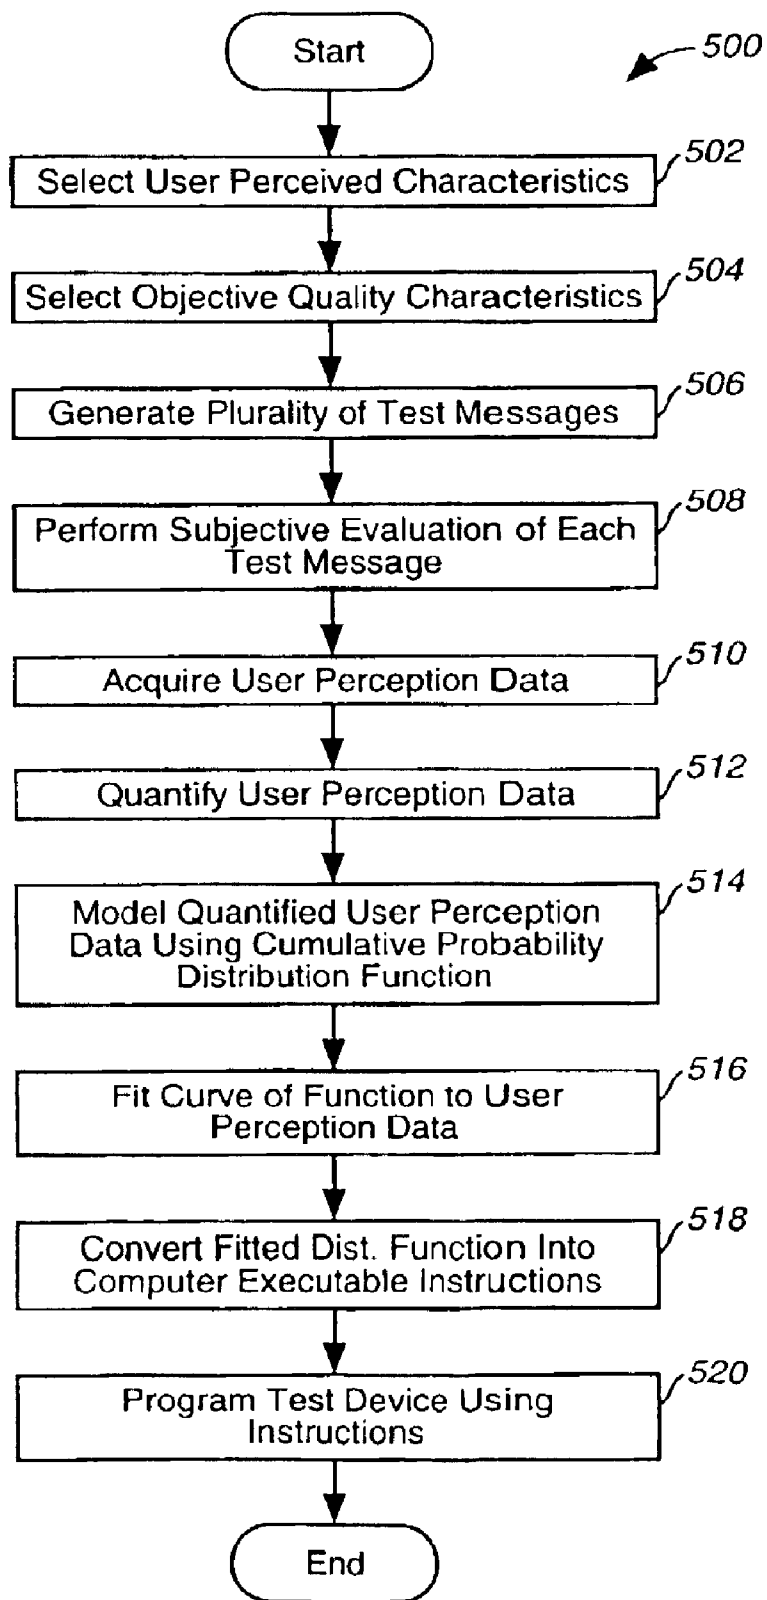 Start
500
502
Select User Perceived Characteristics
504
Select Objective Quality Characteristics
506
Generate Plurality of Test Messages
508
Perform Subjective Evaluation of Each
Test Message
510
Acquire User Perception Data
512
Quantify User Perception Data
514
Model Quantified User Perception
Data Using Cumulative Probability
Distribution Function
516
Fit Curve of Function to User
Perception Data
518
Convert Fitted Dist. Function Into
Computer Executable Instructions
520
Program Test Device Using
Instructions
End